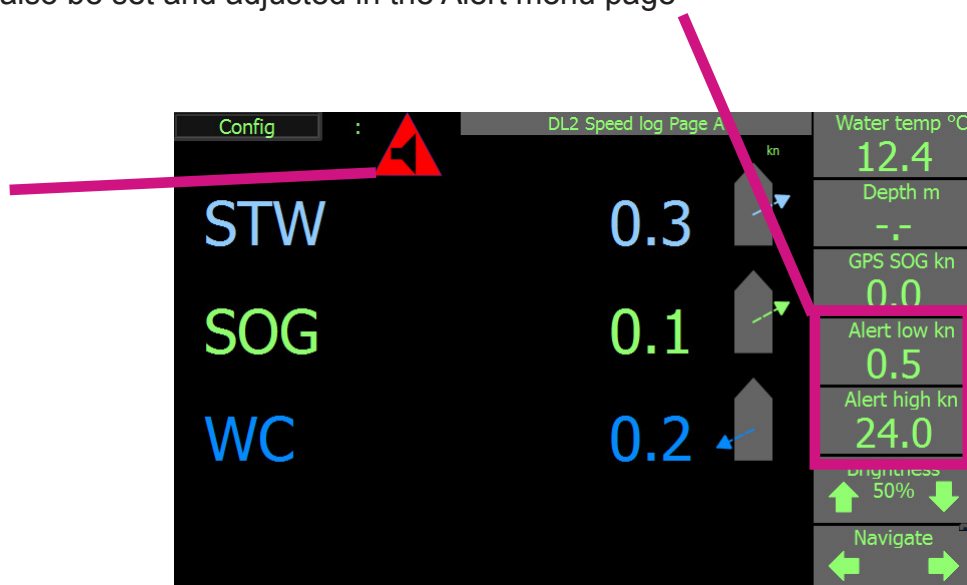 also be set and adjusted in the Alert menu page
Config : DL2 Speed log Page A
kn
STW 0.3
SOG 0.1
WC 0.2
Water temp °C
12.4
Depth m
-.-
GPS SOG kn
0.0
Alert low kn
0.5
Alert high kn
24.0
Brightness
50%
Navigate